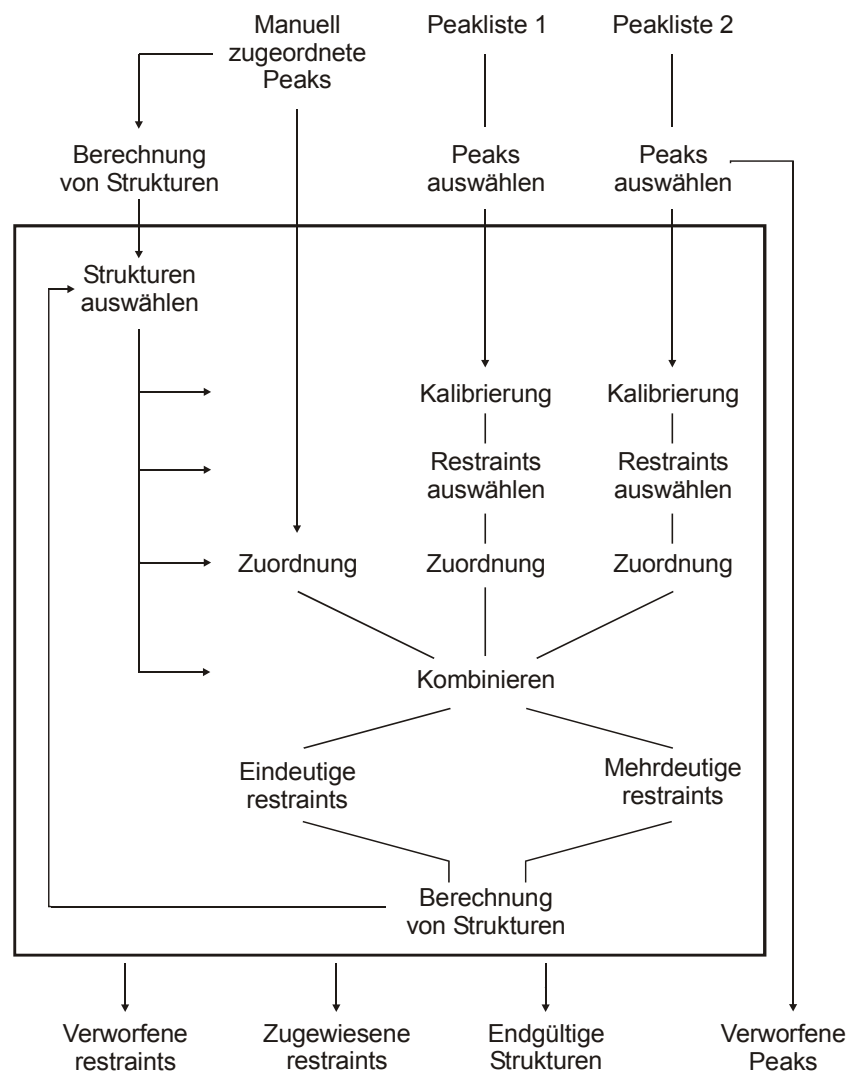 Manuell
zugeordnete
Peaks
Peakliste 1
Peakliste 2
Berechnung
von Strukturen
Peaks
auswählen
Peaks
auswählen
Strukturen
auswählen
Kalibrierung
Kalibrierung
Restraints
auswählen
Restraints
auswählen
Zuordnung
Zuordnung
Zuordnung
Kombinieren
Eindeutige
restraints
Mehrdeutige
restraints
Berechnung
von Strukturen
Verworfene
restraints
Zugewiesene
restraints
Endgültige
Strukturen
Verworfene
Peaks